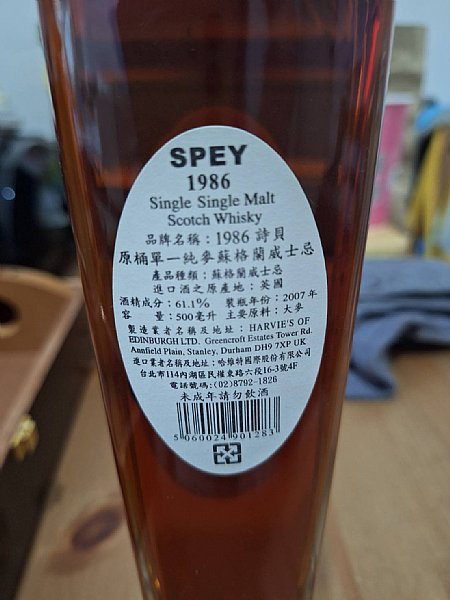 SPEY
1986
Single Single Malt
Scotch Whisky
品牌名稱：1986 詩貝
原桶單一純麥蘇格蘭威士忌
產品種類：蘇格蘭威士忌
進口酒之原產地：英國
酒精成分：61.1% 裝瓶年份：2007年
容 量：500毫升 主要原料：大麥
製造業者名稱及地址：HARVIE'S OF
EDINBURGH LTD. Greencroft Estates Tower Rd.
Annfield Plain, Stanley, Durham DH9 7XP UK
進口業者名稱及地址：哈維特國際股份有限公司
台北市114內湖區民權東路六段16-3號4F
電話號碼:(02)8792-1826
未成年請勿飲酒
5 060024 901283